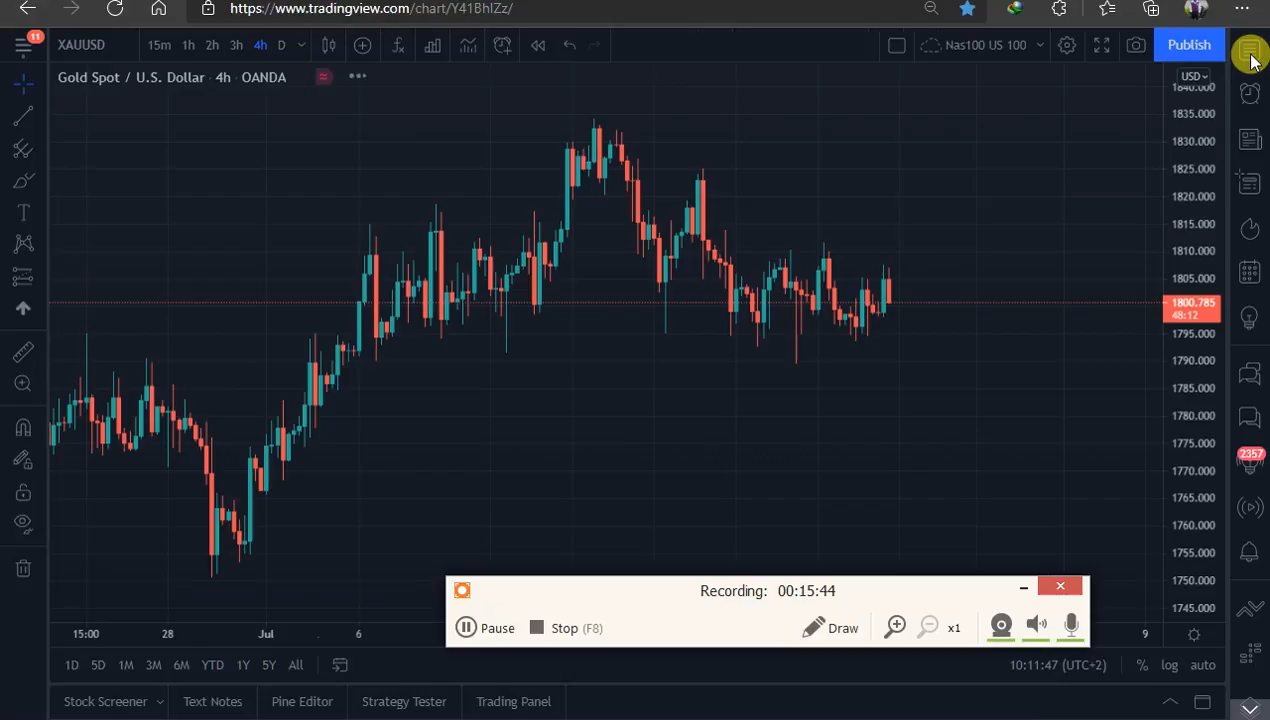 https://www.tradingview.com/chart/Y41BhlZz/
11
XAUUSD
15m 1h 2h 3h 4h D
Nas100 US 100
Publish
Gold Spot / U.S. Dollar · 4h · OANDA
USD
1840.000
1835.000
1830.000
1825.000
1820.000
1815.000
1810.000
1805.000
1800.785
48:12
1795.000
1790.000
1785.000
1780.000
1775.000
1770.000
1765.000
1760.000
1755.000
1750.000
1745.000
2357
Recording: 00:15:44
Pause Stop (F8) Draw x1
15:00 28 Jul 6 9
1D 5D 1M 3M 6M YTD 1Y 5Y All
10:11:47 (UTC+2) % log auto
Stock Screener Text Notes Pine Editor Strategy Tester Trading Panel